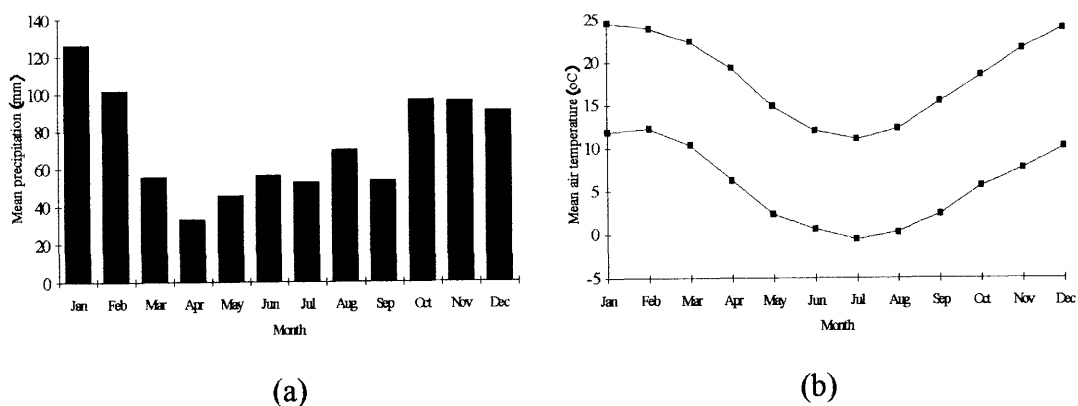 Mean precipitation (mm)
140
120
100
80
60
40
20
0
Jan Feb Mar Apr May Jun Jul Aug Sep Oct Nov Dec
Month
(a)
Mean air temperature (oC)
25
20
15
10
5
0
-5
Jan Feb Mar Apr May Jun Jul Aug Sep Oct Nov Dec
Month
(b)